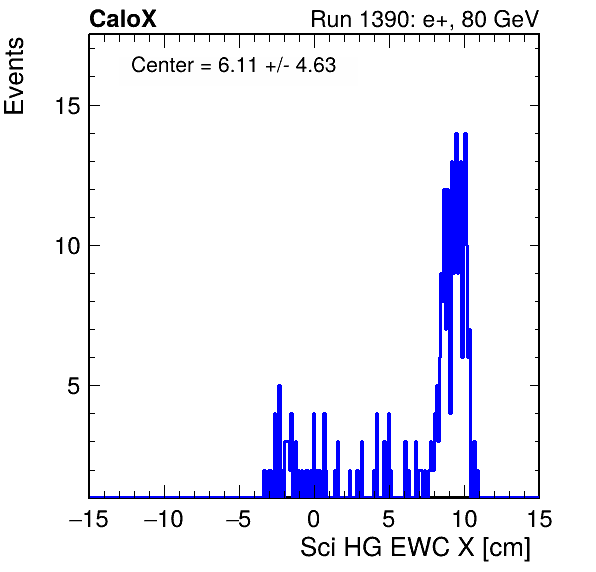 CaloX Run 1390: e+, 80 GeV
Center = 6.11 +/- 4.63
Events
15
10
5
−15 −10 −5 0 5 10 15
Sci HG EWC X [cm]